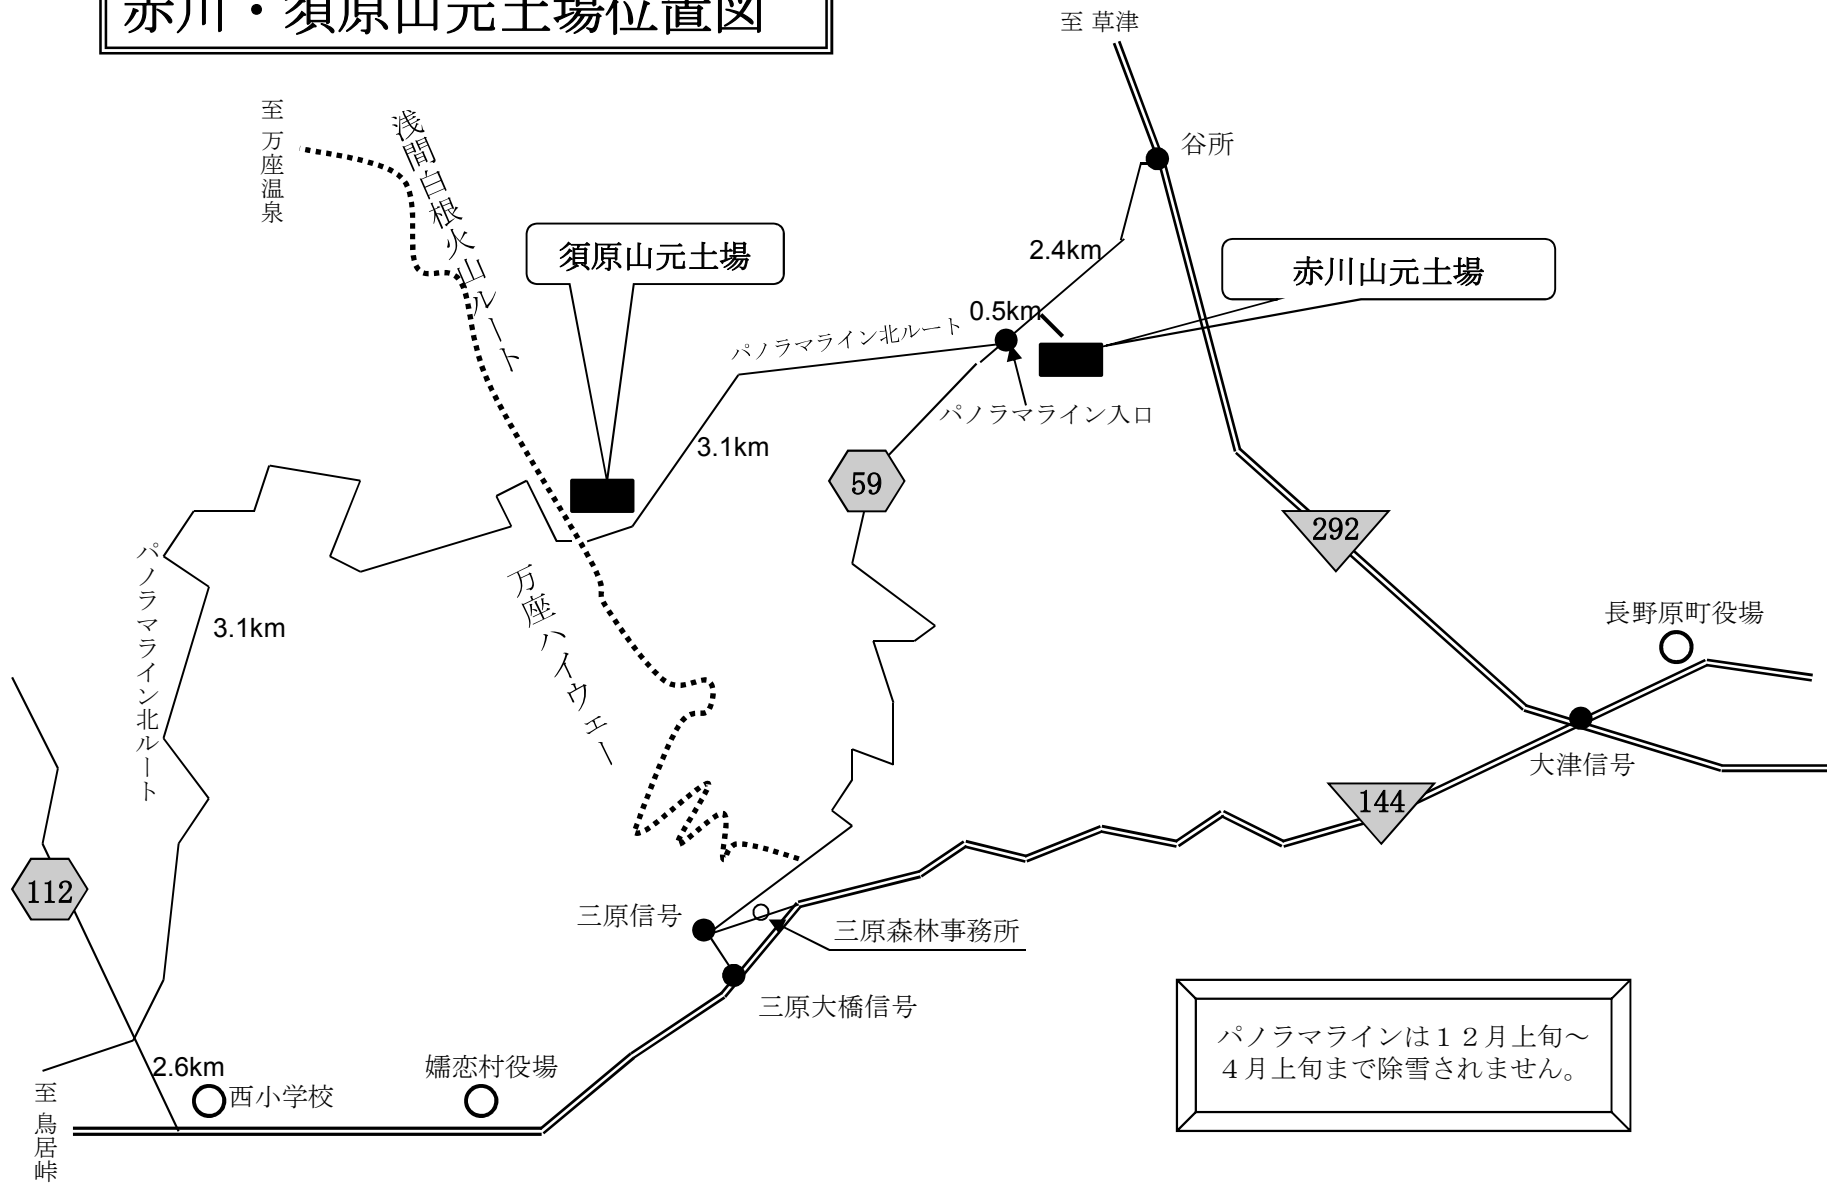 赤川・須原山元土場位置図
至 草津
至 万座温泉
浅間白根火山ルート
谷所
須原山元土場
2.4km
赤川山元土場
0.5km
パノラマライン北ルート
パノラマライン入口
3.1km
59
292
パノラマライン北ルート
3.1km
万座ハイウェー
長野原町役場
大津信号
144
112
三原信号
三原森林事務所
三原大橋信号
パノラマラインは１２月上旬～
４月上旬まで除雪されません。
2.6km
西小学校
嬬恋村役場
至 鳥居峠